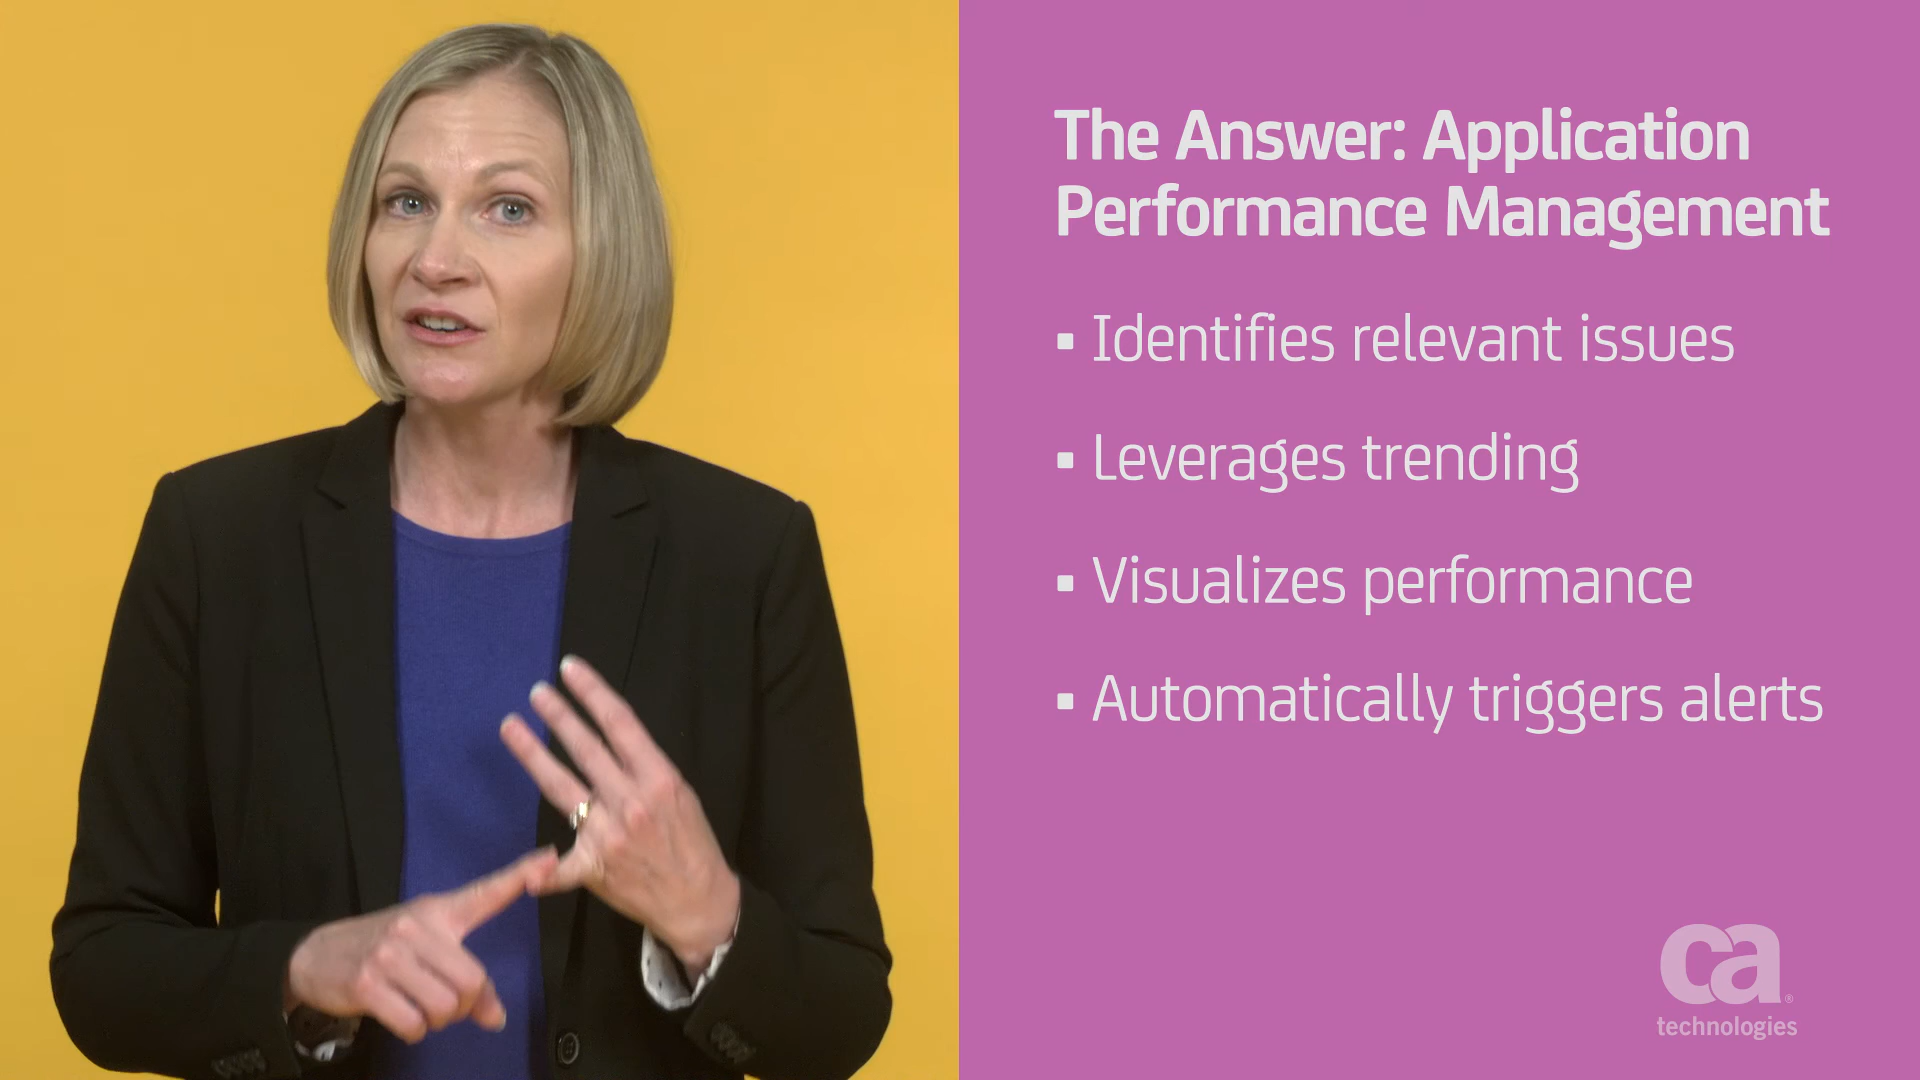 The Answer: Application
Performance Management
▪ Identifies relevant issues
▪ Leverages trending
▪ Visualizes performance
▪ Automatically triggers alerts
ca®
technologies